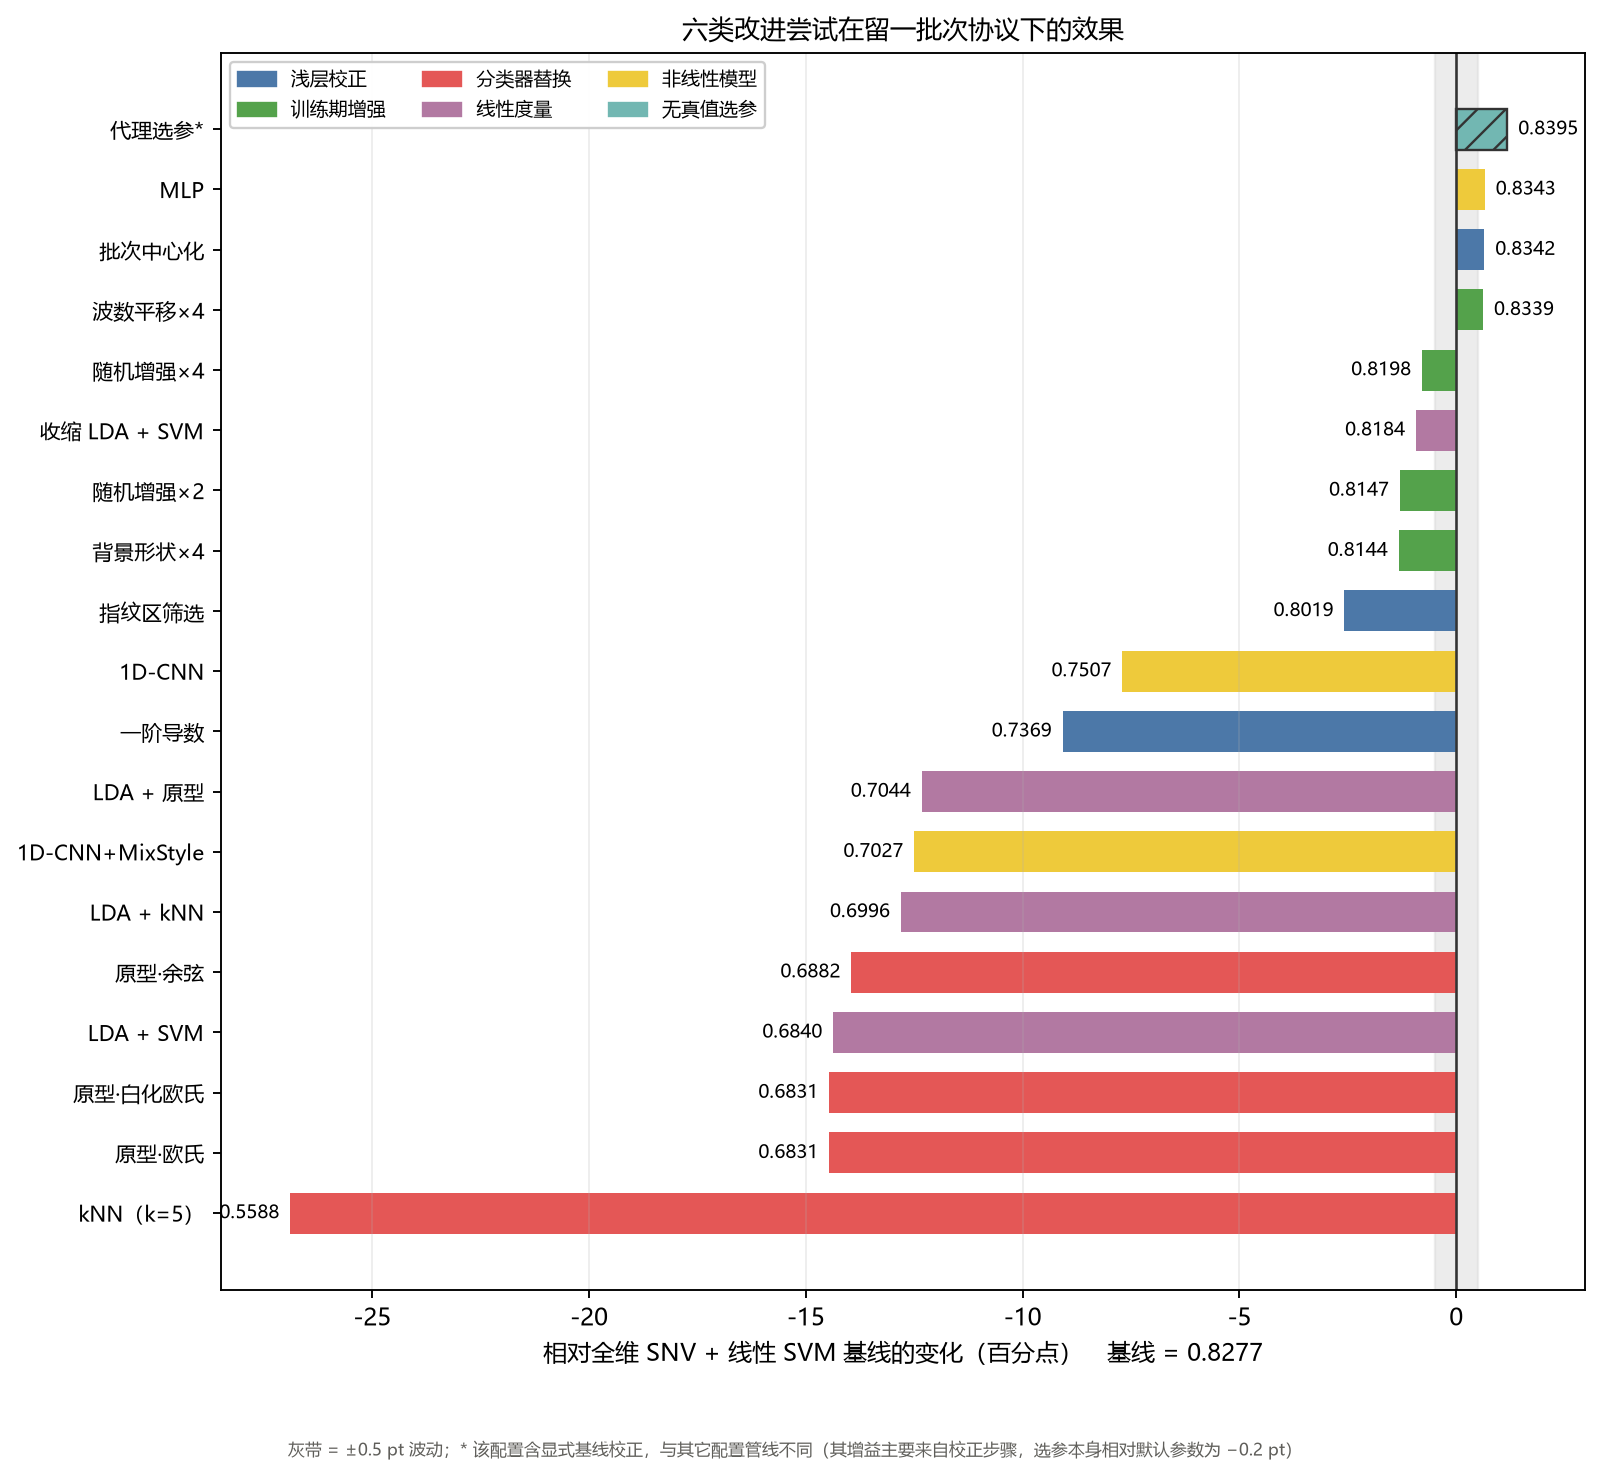 六类改进尝试在留一批次协议下的效果
浅层校正 分类器替换 非线性模型
训练期增强 线性度量 无真值选参
代理选参* 0.8395
MLP 0.8343
批次中心化 0.8342
波数平移×4 0.8339
随机增强×4 0.8198
收缩 LDA + SVM 0.8184
随机增强×2 0.8147
背景形状×4 0.8144
指纹区筛选 0.8019
1D-CNN 0.7507
一阶导数 0.7369
LDA + 原型 0.7044
1D-CNN+MixStyle 0.7027
LDA + kNN 0.6996
原型·余弦 0.6882
LDA + SVM 0.6840
原型·白化欧氏 0.6831
原型·欧氏 0.6831
kNN（k=5） 0.5588
-25 -20 -15 -10 -5 0
相对全维 SNV + 线性 SVM 基线的变化（百分点） 基线 = 0.8277
灰带 = ±0.5 pt 波动；* 该配置含显式基线校正，与其它配置管线不同（其增益主要来自校正步骤，选参本身相对默认参数为 −0.2 pt）